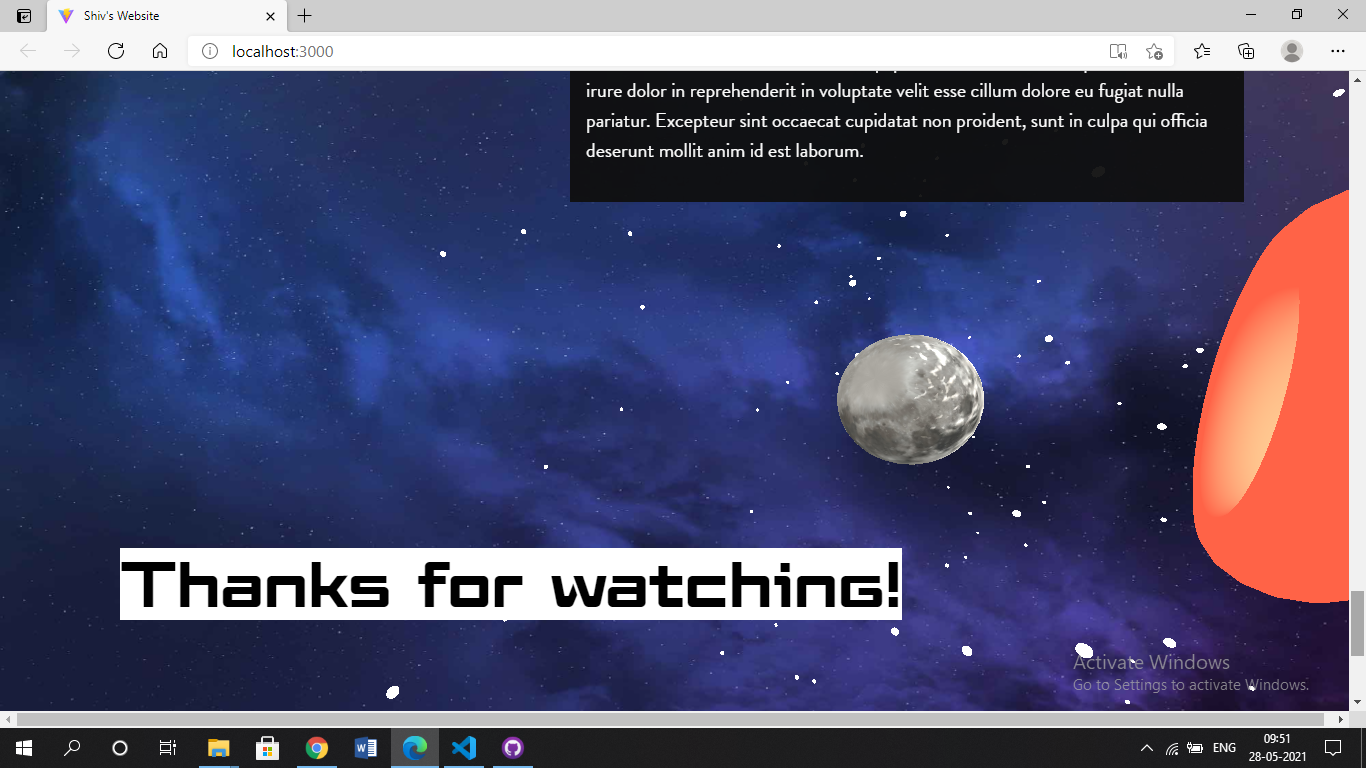 Shiv's Website
localhost:3000
irure dolor in reprehenderit in voluptate velit esse cillum dolore eu fugiat nulla
pariatur. Excepteur sint occaecat cupidatat non proident, sunt in culpa qui officia
deserunt mollit anim id est laborum.
Thanks for watching!
Activate Windows
Go to Settings to activate Windows.
ENG
09:51
28-05-2021